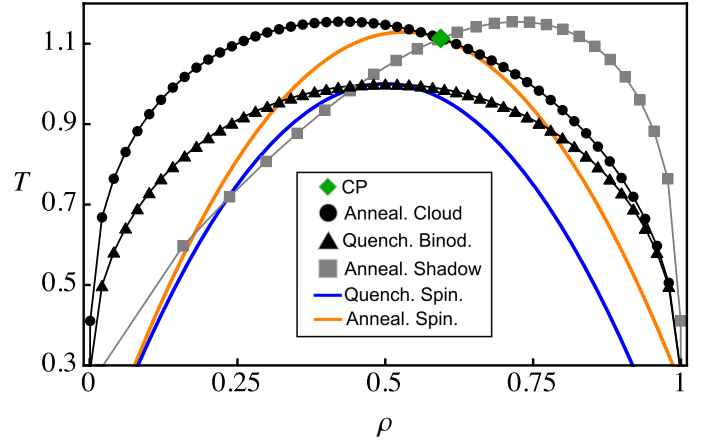 1.1
0.9
T
0.7
0.5
0.3
CP
Anneal. Cloud
Quench. Binod.
Anneal. Shadow
Quench. Spin.
Anneal. Spin.
0
0.25
0.5
0.75
1
ρ